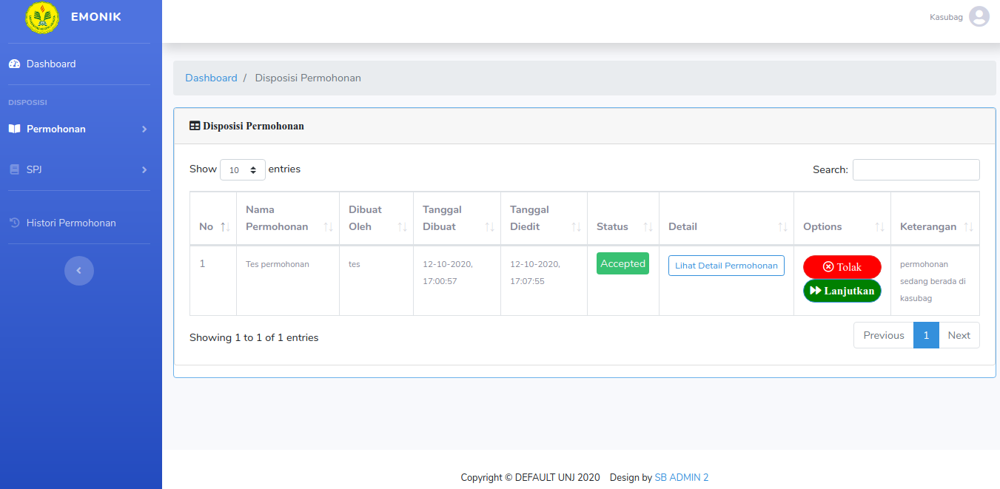 EMONIK
Kasubag
Dashboard
DISPOSISI
Permohonan
SPJ
Histori Permohonan
Dashboard / Disposisi Permohonan
Disposisi Permohonan
Show 10 entries
Search:
No
Nama Permohonan
Dibuat Oleh
Tanggal Dibuat
Tanggal Diedit
Status
Detail
Options
Keterangan
1
Tes permohonan
tes
12-10-2020,
17:00:57
12-10-2020,
17:07:55
Accepted
Lihat Detail Permohonan
Tolak
Lanjutkan
permohonan
sedang berada di
kasubag
Showing 1 to 1 of 1 entries
Previous 1 Next
Copyright © DEFAULT UNJ 2020 Design by SB ADMIN 2